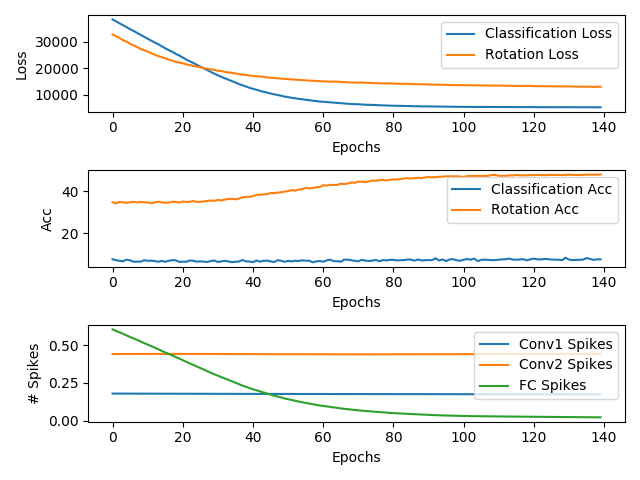 Loss
30000
20000
10000
Classification Loss
Rotation Loss
0 20 40 60 80 100 120 140
Epochs
Acc
40
20
Classification Acc
Rotation Acc
0 20 40 60 80 100 120 140
Epochs
# Spikes
0.50
0.25
0.00
Conv1 Spikes
Conv2 Spikes
FC Spikes
0 20 40 60 80 100 120 140
Epochs